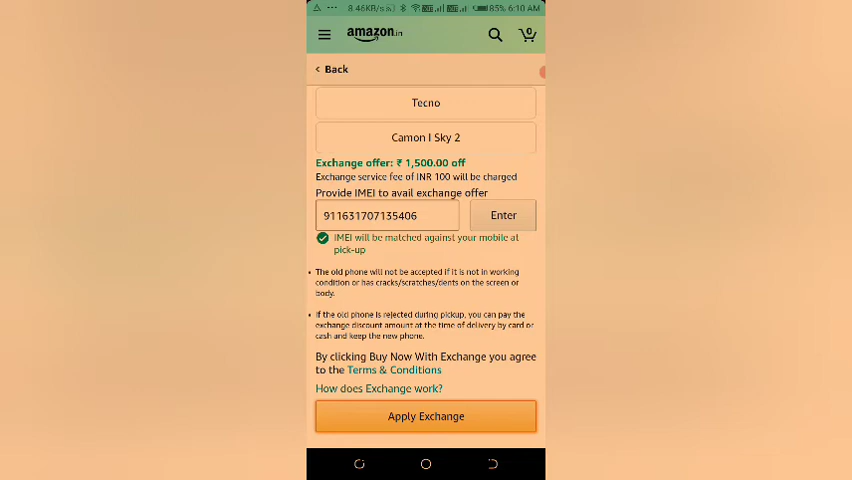 8.46KB/s 85% 6:10 AM
amazon.in
0
< Back
Tecno
Camon I Sky 2
Exchange offer: ₹ 1,500.00 off
Exchange service fee of INR 100 will be charged
Provide IMEI to avail exchange offer
911631707135406
Enter
IMEI will be matched against your mobile at
pick-up
• The old phone will not be accepted if it is not in working
condition or has cracks/scratches/dents on the screen or
body.
• If the old phone is rejected during pickup, you can pay the
exchange discount amount at the time of delivery by card or
cash and keep the new phone.
By clicking Buy Now With Exchange you agree
to the Terms & Conditions
How does Exchange work?
Apply Exchange